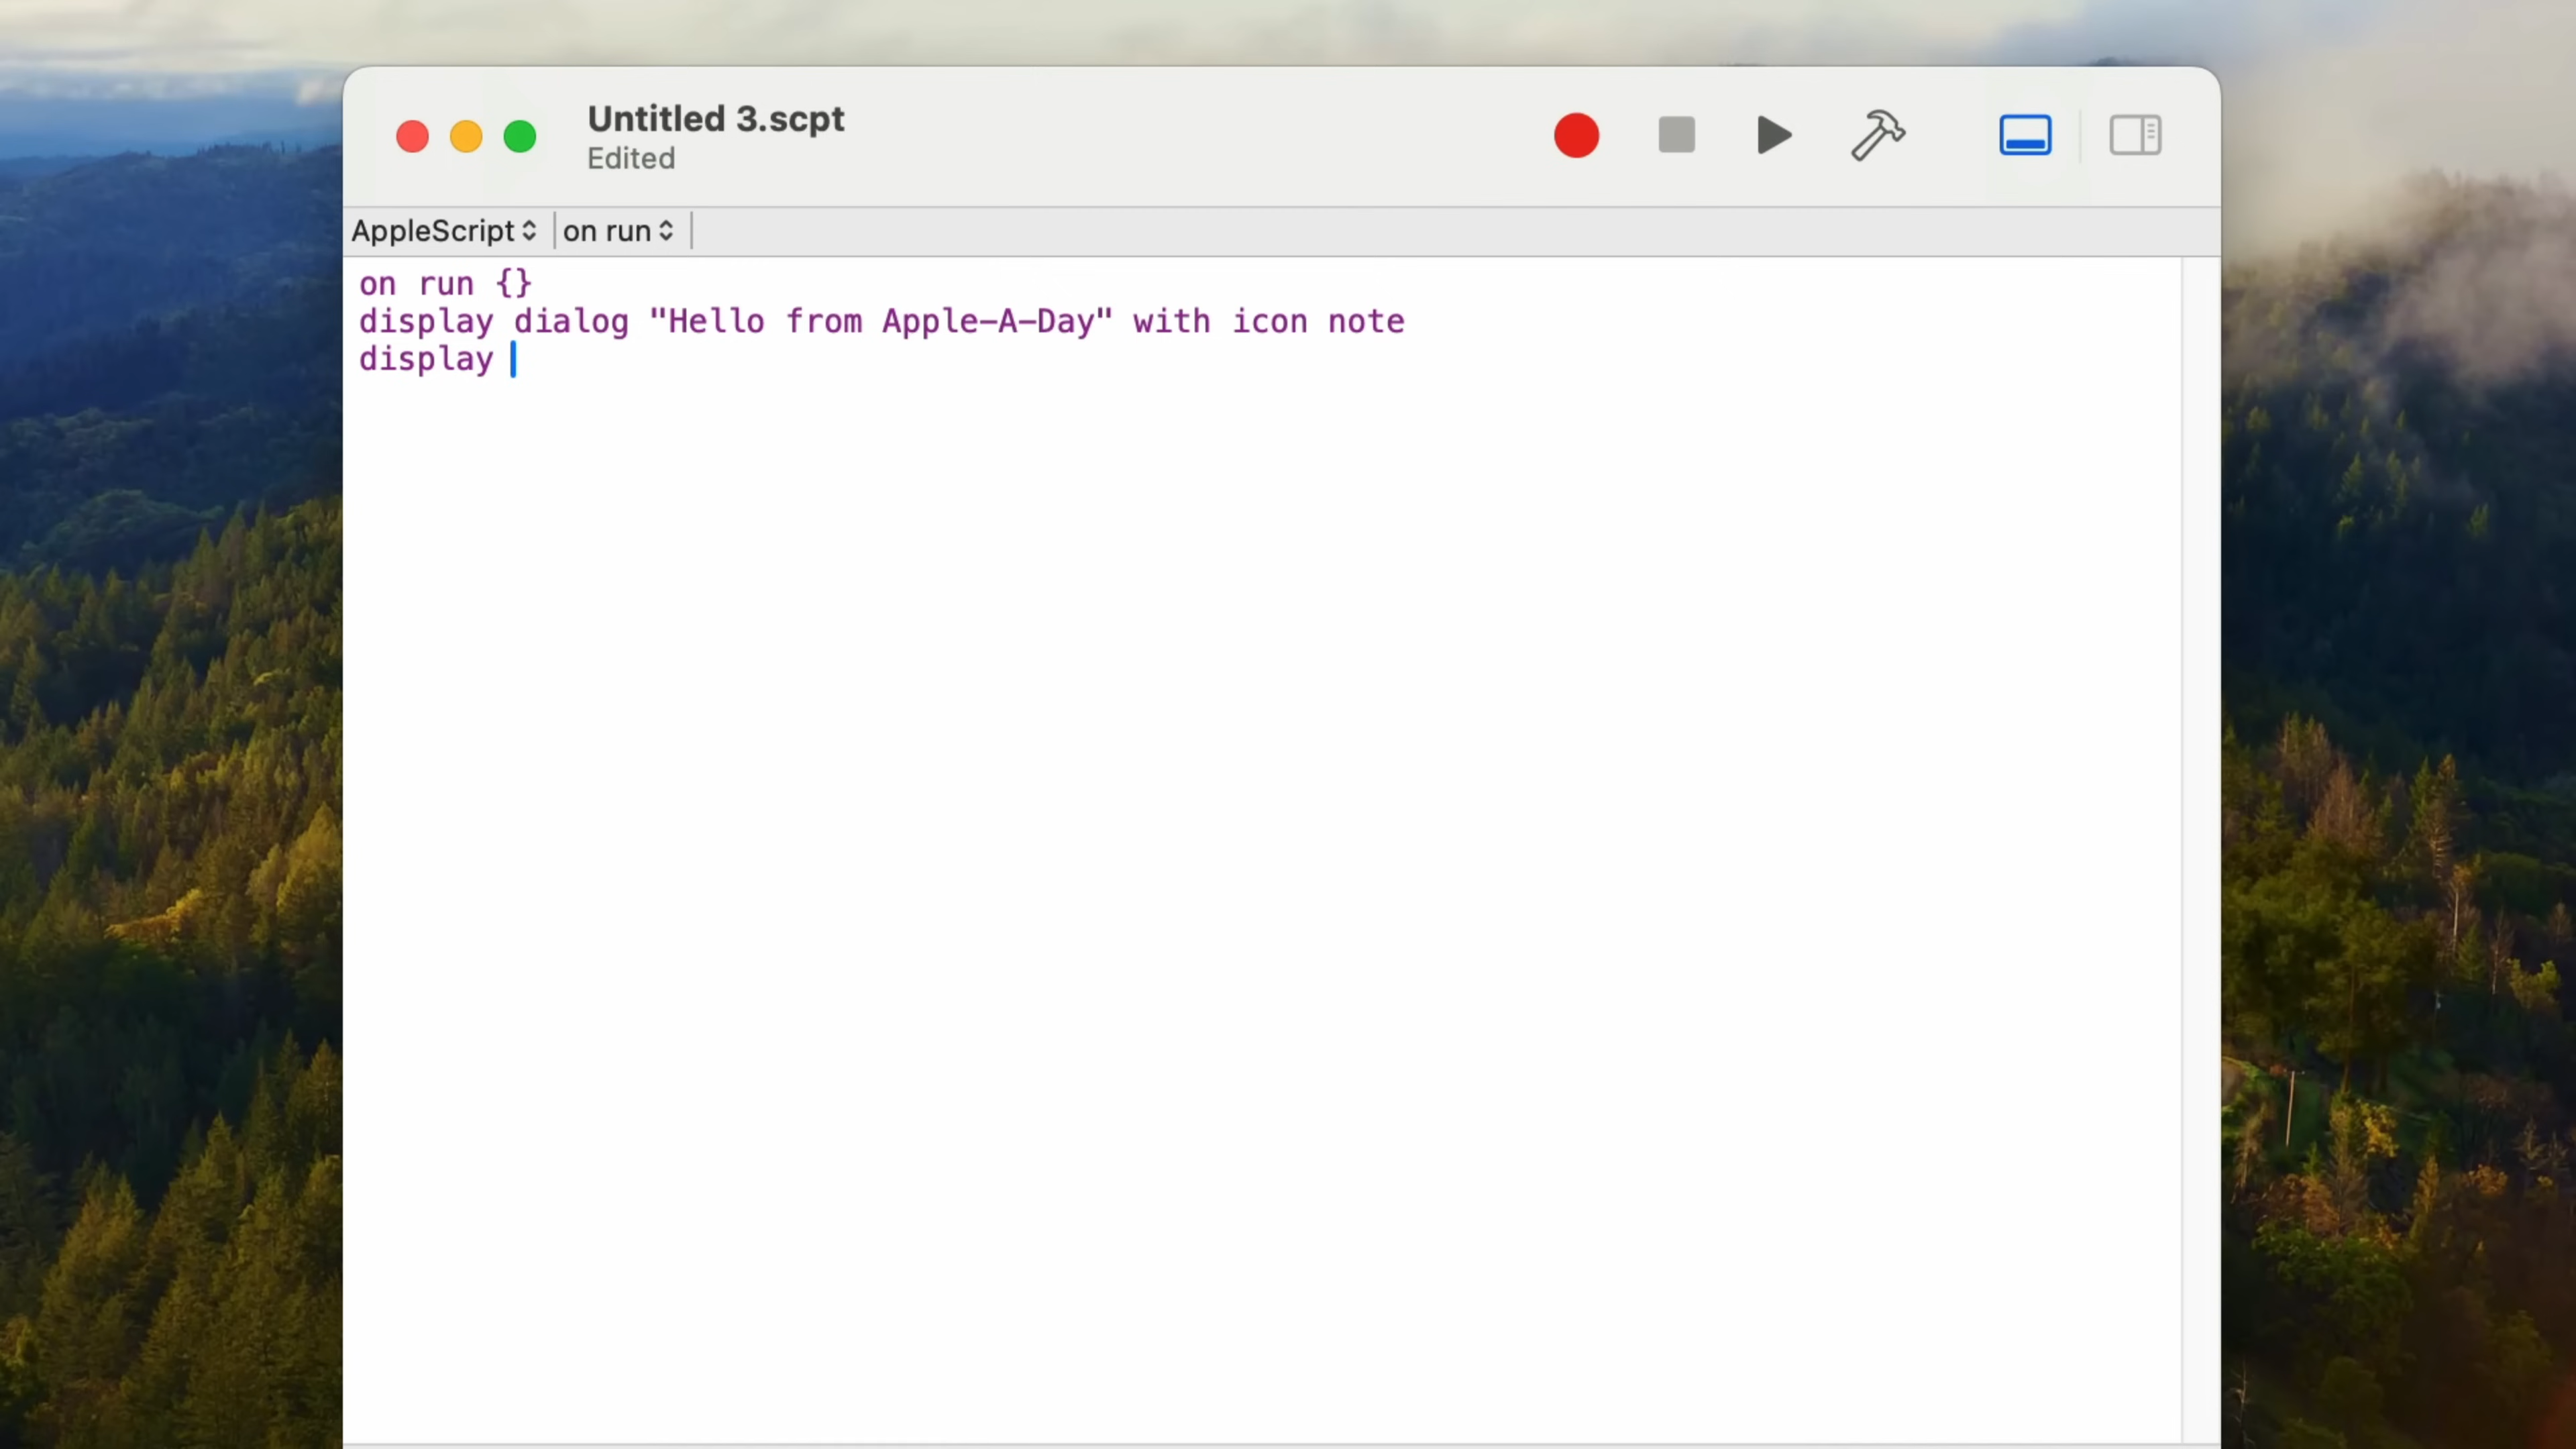 Untitled 3.scpt
Edited
AppleScript on run
on run {}
display dialog "Hello from Apple-A-Day" with icon note
display